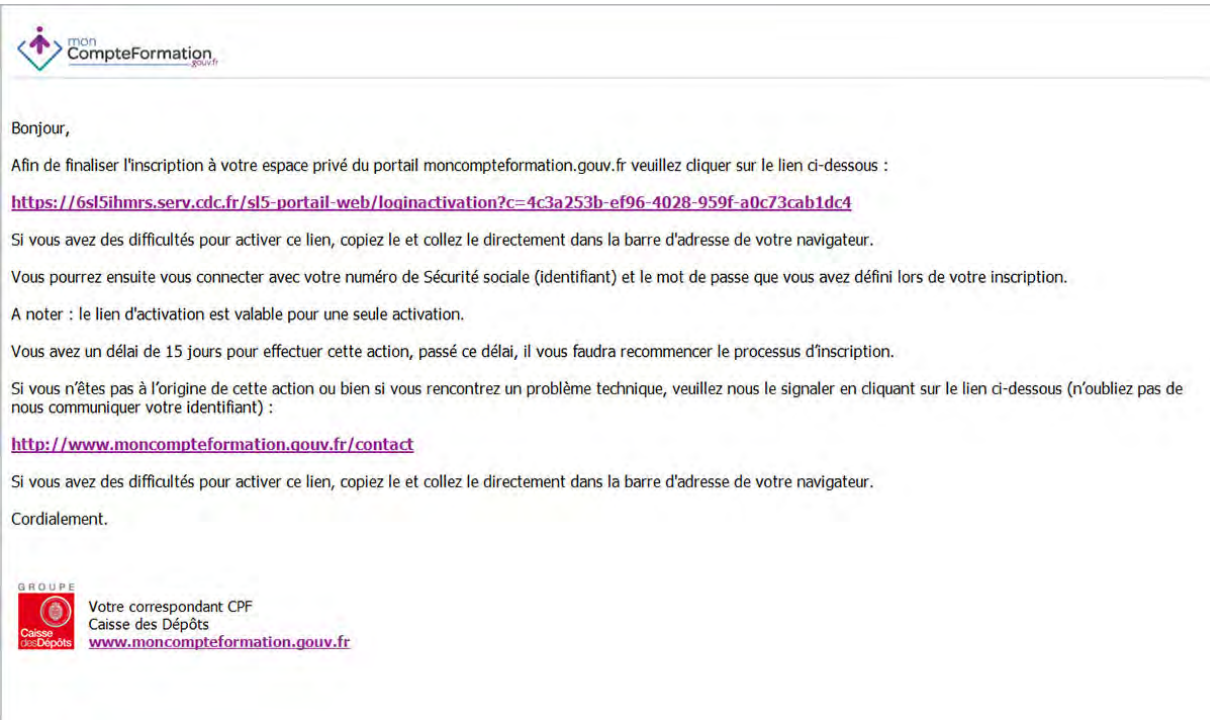 mon
CompteFormation
.gouv.fr
Bonjour,
Afin de finaliser l'inscription à votre espace privé du portail moncompteformation.gouv.fr veuillez cliquer sur le lien ci-dessous :
https://6sl5ihmrs.serv.cdc.fr/sl5-portail-web/loginactivation?c=4c3a253b-ef96-4028-959f-a0c73cab1dc4
Si vous avez des difficultés pour activer ce lien, copiez le et collez le directement dans la barre d'adresse de votre navigateur.
Vous pourrez ensuite vous connecter avec votre numéro de Sécurité sociale (identifiant) et le mot de passe que vous avez défini lors de votre inscription.
A noter : le lien d'activation est valable pour une seule activation.
Vous avez un délai de 15 jours pour effectuer cette action, passé ce délai, il vous faudra recommencer le processus d'inscription.
Si vous n'êtes pas à l'origine de cette action ou bien si vous rencontrez un problème technique, veuillez nous le signaler en cliquant sur le lien ci-dessous (n'oubliez pas de
nous communiquer votre identifiant) :
http://www.moncompteformation.gouv.fr/contact
Si vous avez des difficultés pour activer ce lien, copiez le et collez le directement dans la barre d'adresse de votre navigateur.
Cordialement.
GROUPE
Caisse
desDépôts
Votre correspondant CPF
Caisse des Dépôts
www.moncompteformation.gouv.fr